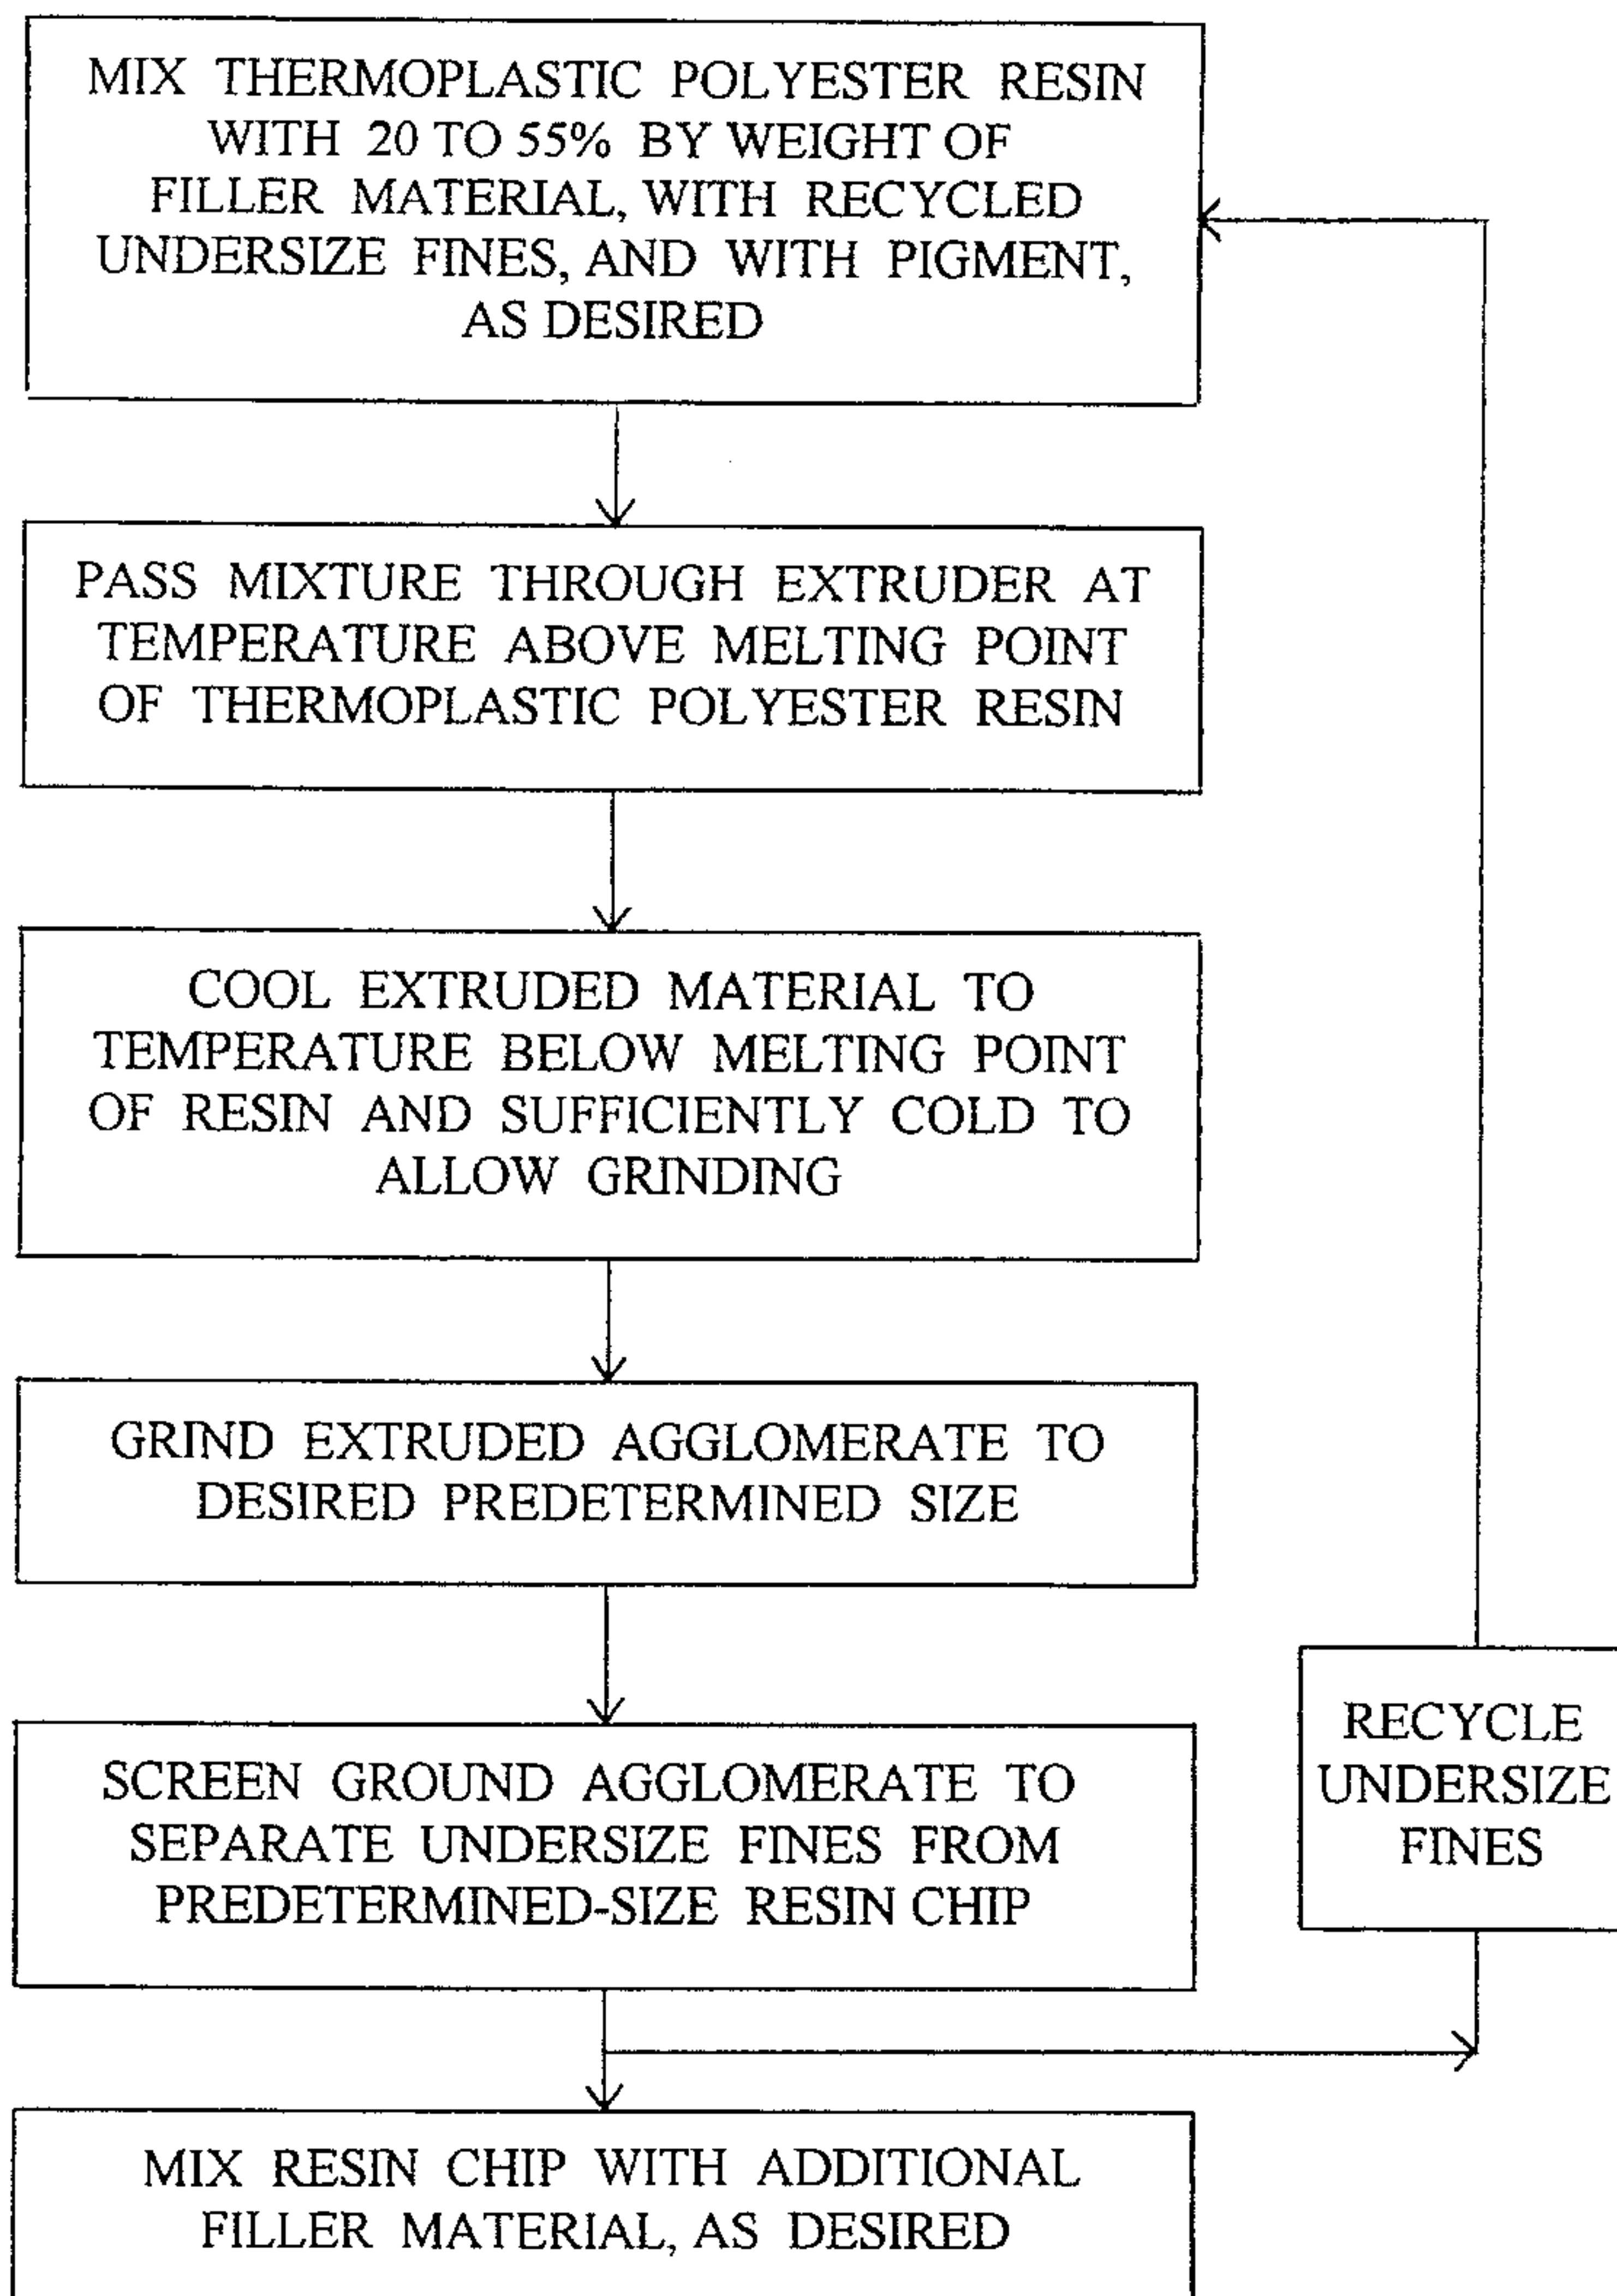 MIX THERMOPLASTIC POLYESTER RESIN
WITH 20 TO 55% BY WEIGHT OF
FILLER MATERIAL, WITH RECYCLED
UNDERSIZE FINES, AND WITH PIGMENT,
AS DESIRED
PASS MIXTURE THROUGH EXTRUDER AT
TEMPERATURE ABOVE MELTING POINT
OF THERMOPLASTIC POLYESTER RESIN
COOL EXTRUDED MATERIAL TO
TEMPERATURE BELOW MELTING POINT
OF RESIN AND SUFFICIENTLY COLD TO
ALLOW GRINDING
GRIND EXTRUDED AGGLOMERATE TO
DESIRED PREDETERMINED SIZE
SCREEN GROUND AGGLOMERATE TO
SEPARATE UNDERSIZE FINES FROM
PREDETERMINED-SIZE RESIN CHIP
RECYCLE
UNDERSIZE
FINES
MIX RESIN CHIP WITH ADDITIONAL
FILLER MATERIAL, AS DESIRED